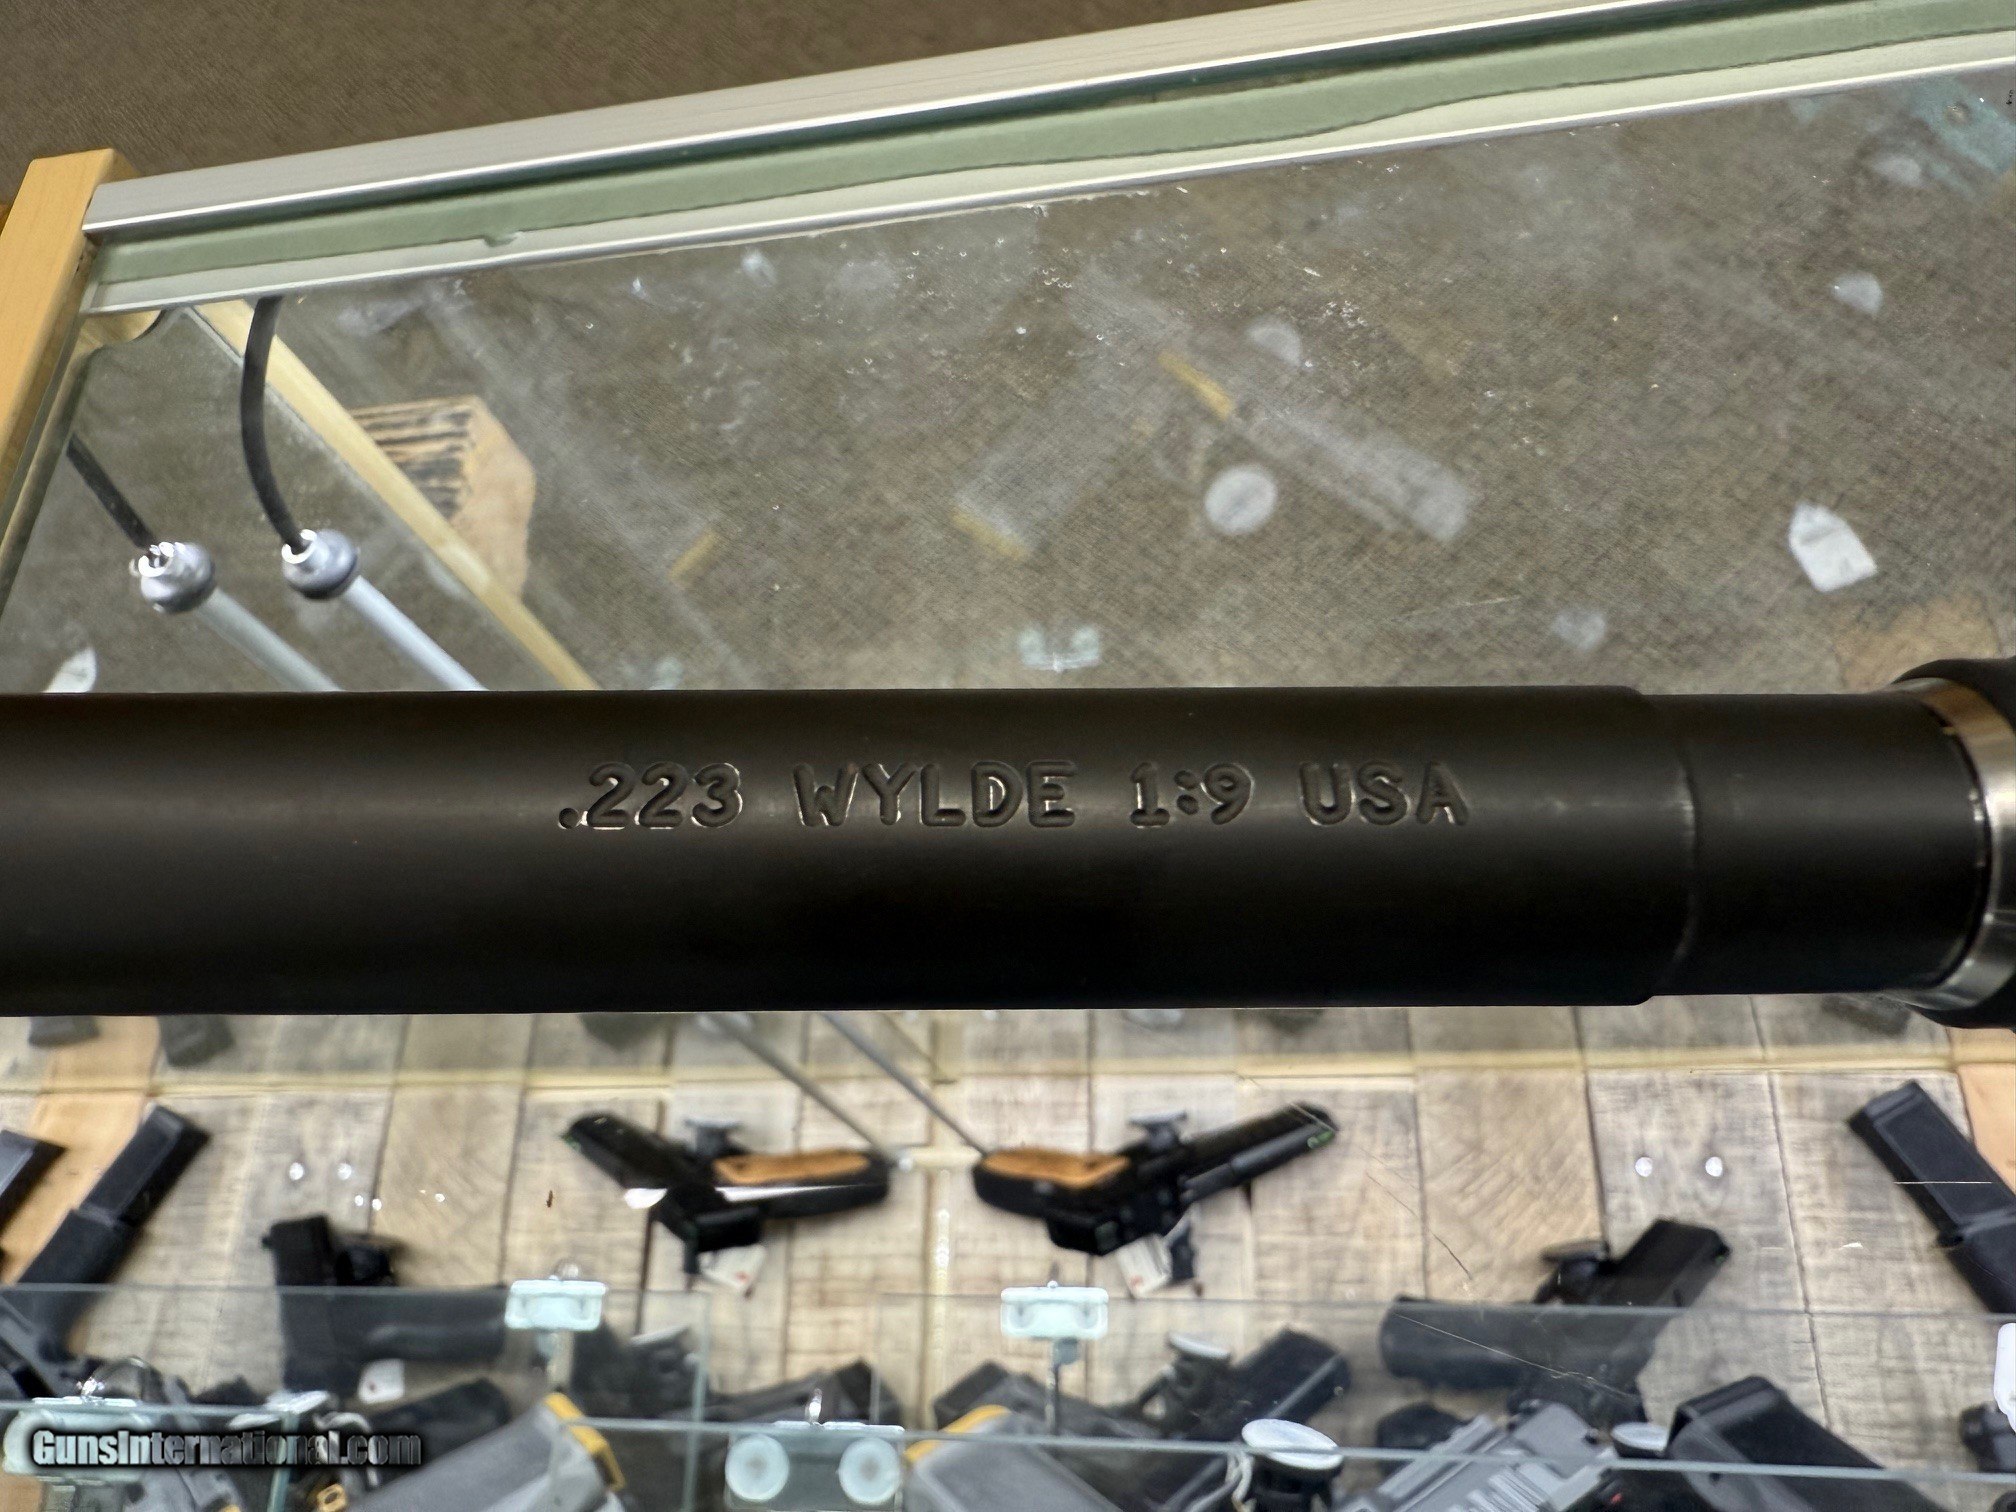 .223 WYLDE 1:9 USA
GunsInternational.com